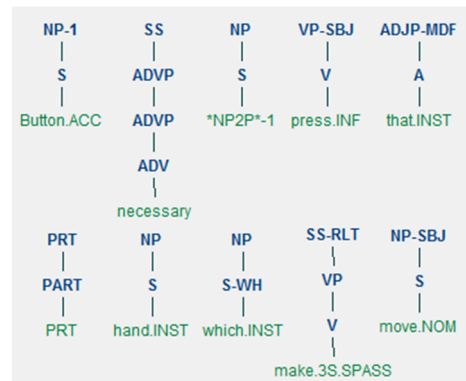 NP-1 SS NP VP-SBJ ADJP-MDF
S ADVP S V A
Button.ACC ADVP *NP2P*-1 press.INF that.INST
ADV
necessary
PRT NP NP SS-RLT NP-SBJ
PART S S-WH VP S
PRT hand.INST which.INST V move.NOM
make.3S.SPASS